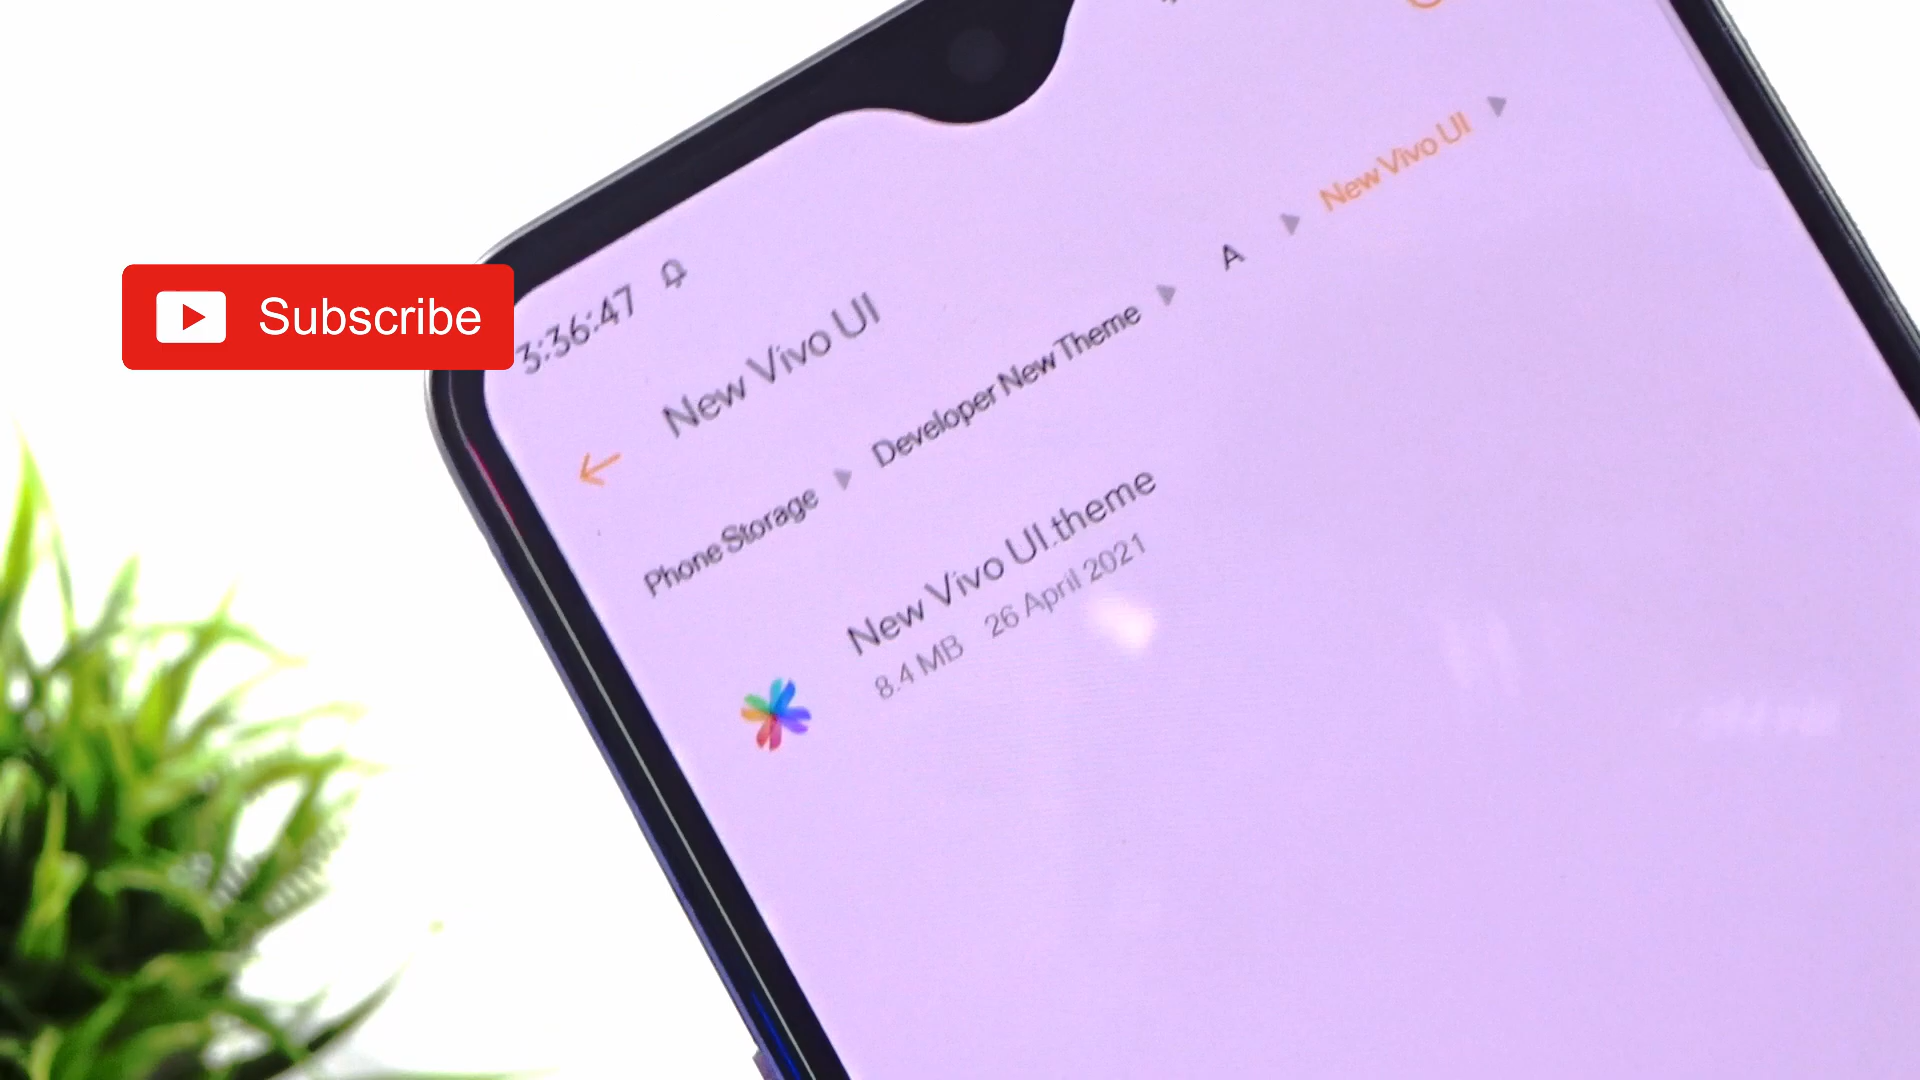 Subscribe
3:36:47
New Vivo UI
Phone Storage Developer New Theme A New Vivo UI
New Vivo UI.theme
8.4 MB 26 April 2021